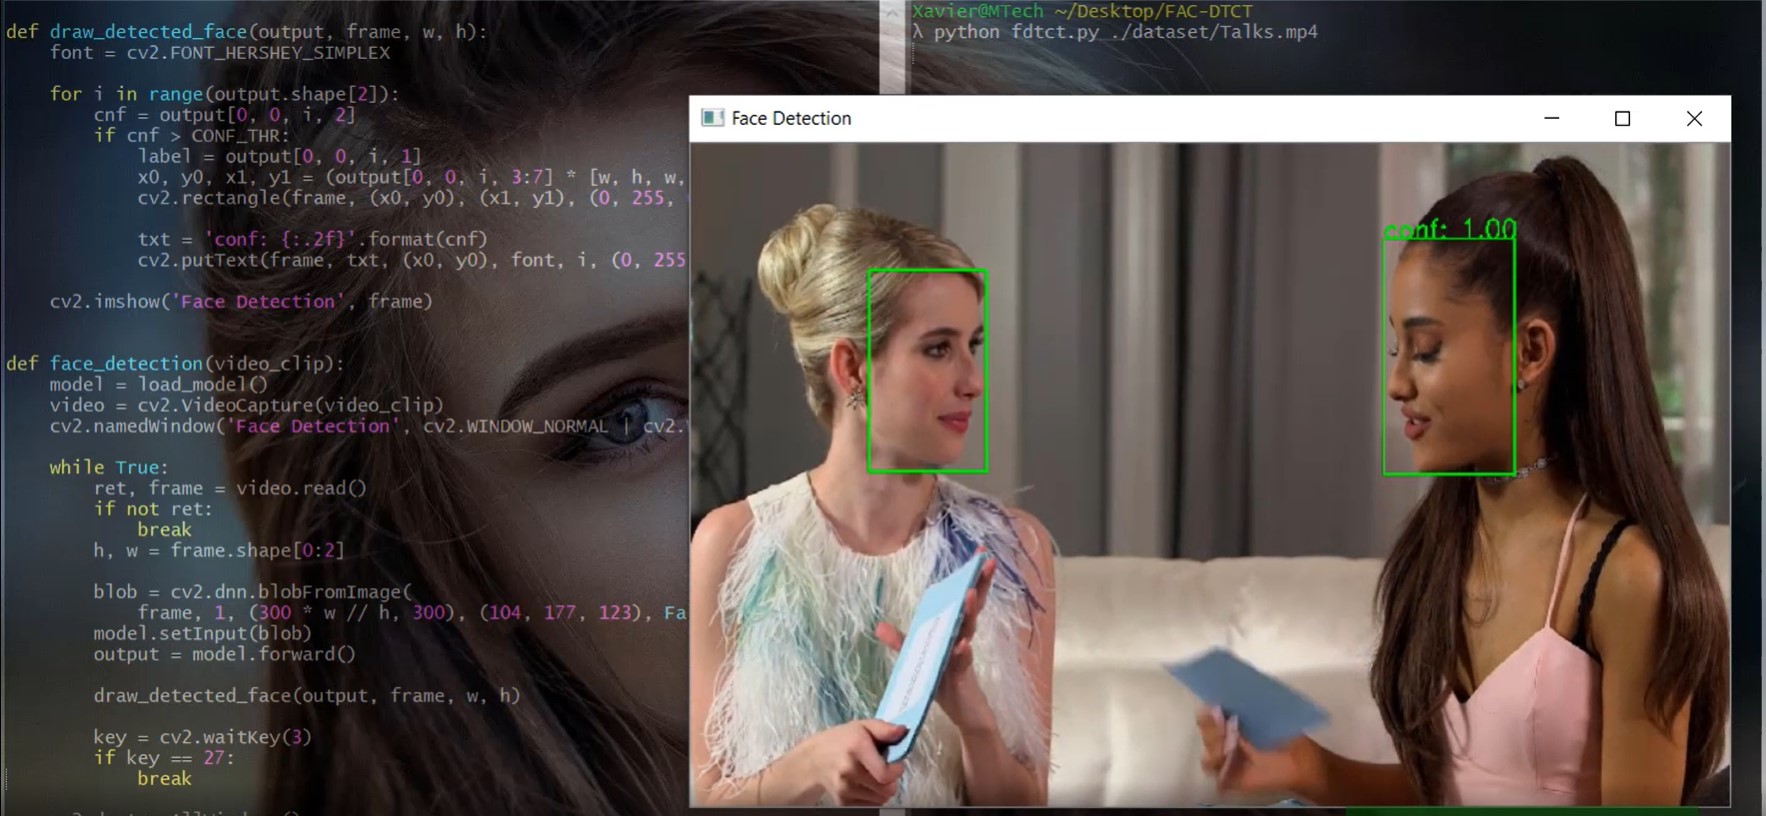 def draw_detected_face(output, frame, w, h):
    font = cv2.FONT_HERSHEY_SIMPLEX
    for i in range(output.shape[2]):
        cnf = output[0, 0, i, 2]
        if cnf > CONF_THR:
            label = output[0, 0, i, 1]
            x0, y0, x1, y1 = (output[0, 0, i, 3:7] * [w, h, w,
            cv2.rectangle(frame, (x0, y0), (x1, y1), (0, 255,
            txt = 'conf: {:.2f}'.format(cnf)
            cv2.putText(frame, txt, (x0, y0), font, i, (0, 255
    cv2.imshow('Face Detection', frame)
def face_detection(video_clip):
    model = load_model()
    video = cv2.VideoCapture(video_clip)
    cv2.namedWindow('Face Detection', cv2.WINDOW_NORMAL | cv2.
    while True:
        ret, frame = video.read()
        if not ret:
            break
        h, w = frame.shape[0:2]
        blob = cv2.dnn.blobFromImage(
            frame, 1, (300 * w // h, 300), (104, 177, 123), Fa
        model.setInput(blob)
        output = model.forward()
        draw_detected_face(output, frame, w, h)
        key = cv2.waitKey(3)
        if key == 27:
            break
Xavier@MTech ~/Desktop/FAC-DTCT
λ python fdtct.py ./dataset/Talks.mp4
Face Detection
conf: 1.00